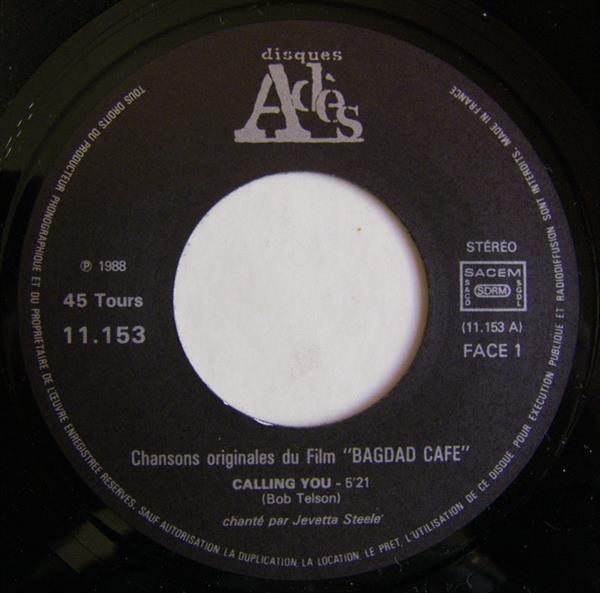 disques
Adès
℗ 1988
45 Tours
11.153
STÉRÉO
SACEM
SACD
SDRM
SGDL
(11.153 A)
FACE 1
Chansons originales du Film "BAGDAD CAFE"
CALLING YOU - 5'21
(Bob Telson)
chanté par Jevetta Steele
TOUS DROITS DU PRODUCTEUR PHONOGRAPHIQUE ET DU PROPRIÉTAIRE DE L'ŒUVRE ENREGISTRÉE RÉSERVÉS. SAUF AUTORISATION LA DUPLICATION, LA LOCATION, LE PRET, L'UTILISATION DE CE DISQUE POUR EXÉCUTION PUBLIQUE ET RADIODIFFUSION SONT INTERDITS. MADE IN FRANCE